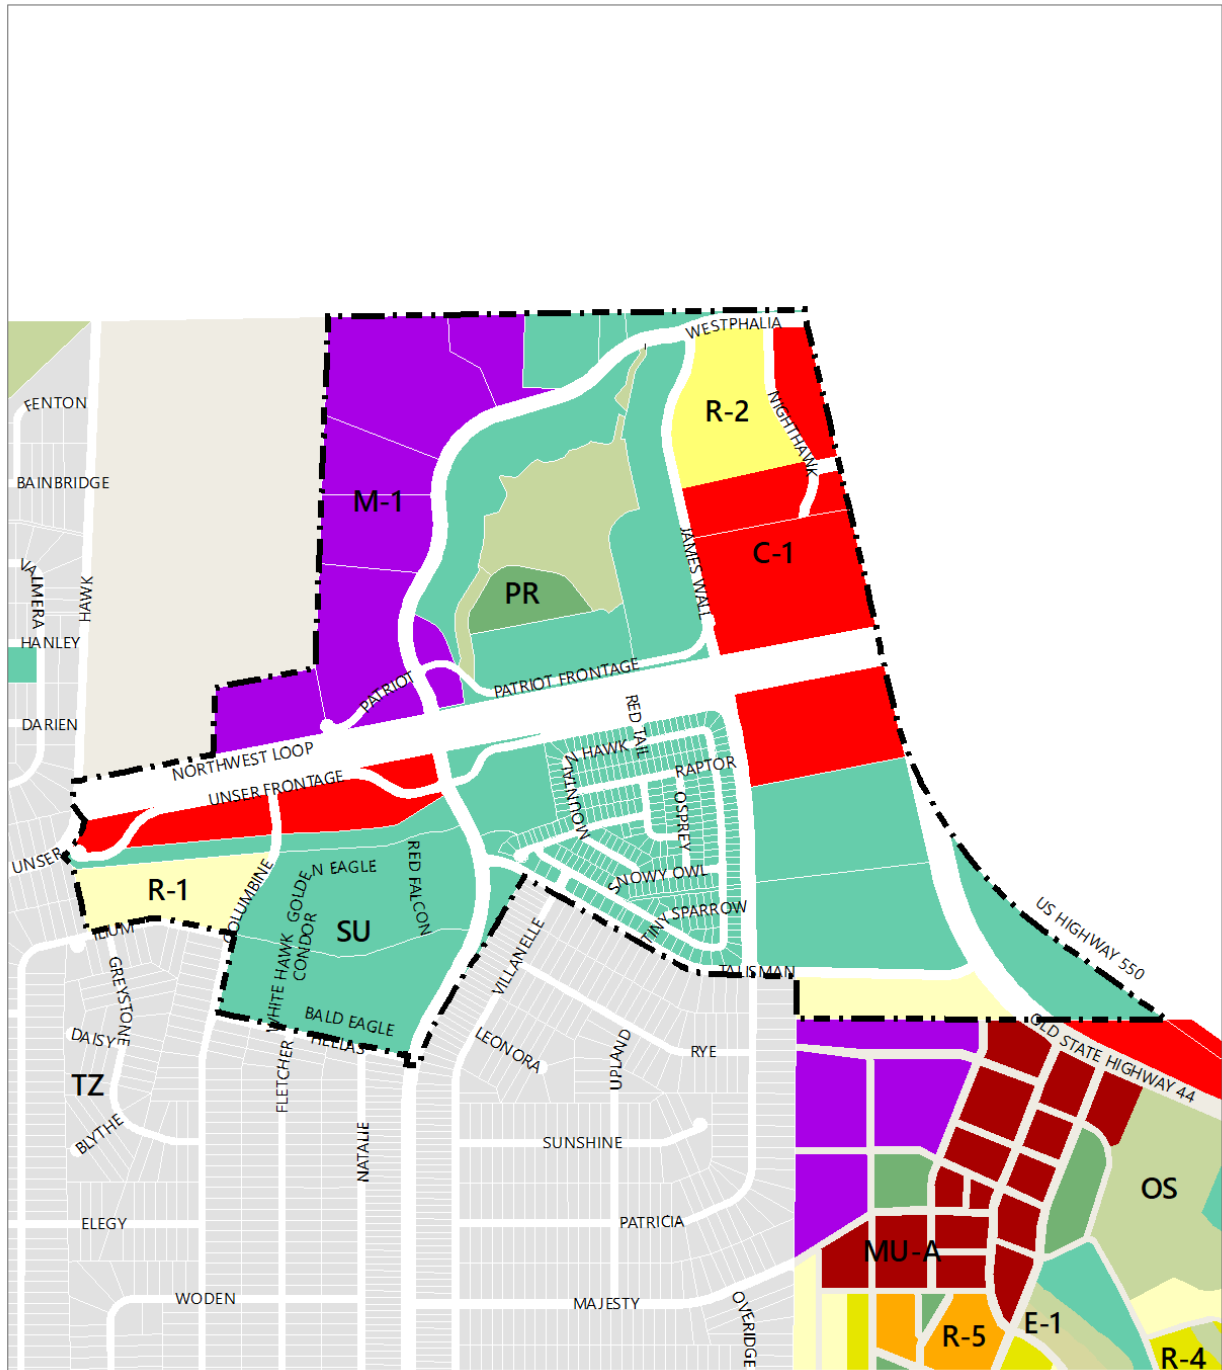 WESTPHALIA
FENTON
R-2
NIGHTHAWK
BAINBRIDGE
M-1
C-1
JAMES WALL
VALMERA
HAWK
PR
HANLEY
PATRIOT
PATRIOT FRONTAGE
DARIEN
RED TAIL
N HAWK
NORTHWEST LOOP
RAPTOR
UNSER FRONTAGE
MOUNTAIN
OSPREY
UNSER
N EAGLE
GOLDEN
RED FALCON
SNOWY OWL
R-1
COLUMBINE
TINY SPARROW
US HIGHWAY 550
ILIUM
SU
WHITE HAWK
CONDOR
VILLANELLE
TALISMAN
GREYSTONE
BALD EAGLE
HELLAS
DAISY
LEONORA
UPLAND
RYE
OLD STATE HIGHWAY 44
TZ
FLETCHER
BLYTHE
NATALIE
SUNSHINE
OS
ELEGY
PATRICIA
MU-A
WODEN
MAJESTY
OVERIDGE
R-5
E-1
R-4